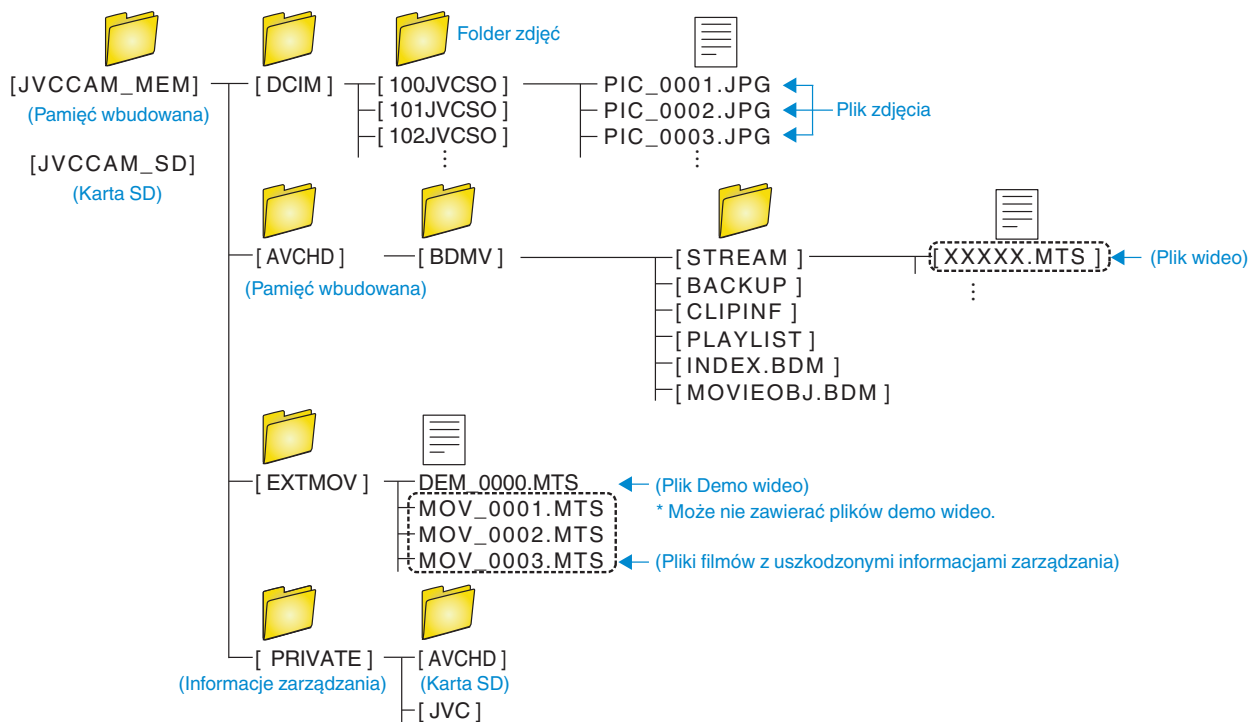 Folder zdjęć
[JVCCAM_MEM]
(Pamięć wbudowana)
[JVCCAM_SD]
(Karta SD)
[DCIM]
[100JVCSO]
[101JVCSO]
[102JVCSO]
PIC_0001.JPG
PIC_0002.JPG
PIC_0003.JPG
Plik zdjęcia
[AVCHD]
(Pamięć wbudowana)
[BDMV]
[STREAM]
[BACKUP]
[CLIPINF]
[PLAYLIST]
[INDEX.BDM]
[MOVIEOBJ.BDM]
[XXXXX.MTS]
(Plik wideo)
[EXTMOV]
DEM_0000.MTS
(Plik Demo wideo)
* Może nie zawierać plików demo wideo.
MOV_0001.MTS
MOV_0002.MTS
MOV_0003.MTS
(Pliki filmów z uszkodzonymi informacjami zarządzania)
[PRIVATE]
(Informacje zarządzania)
[AVCHD]
(Karta SD)
[JVC]